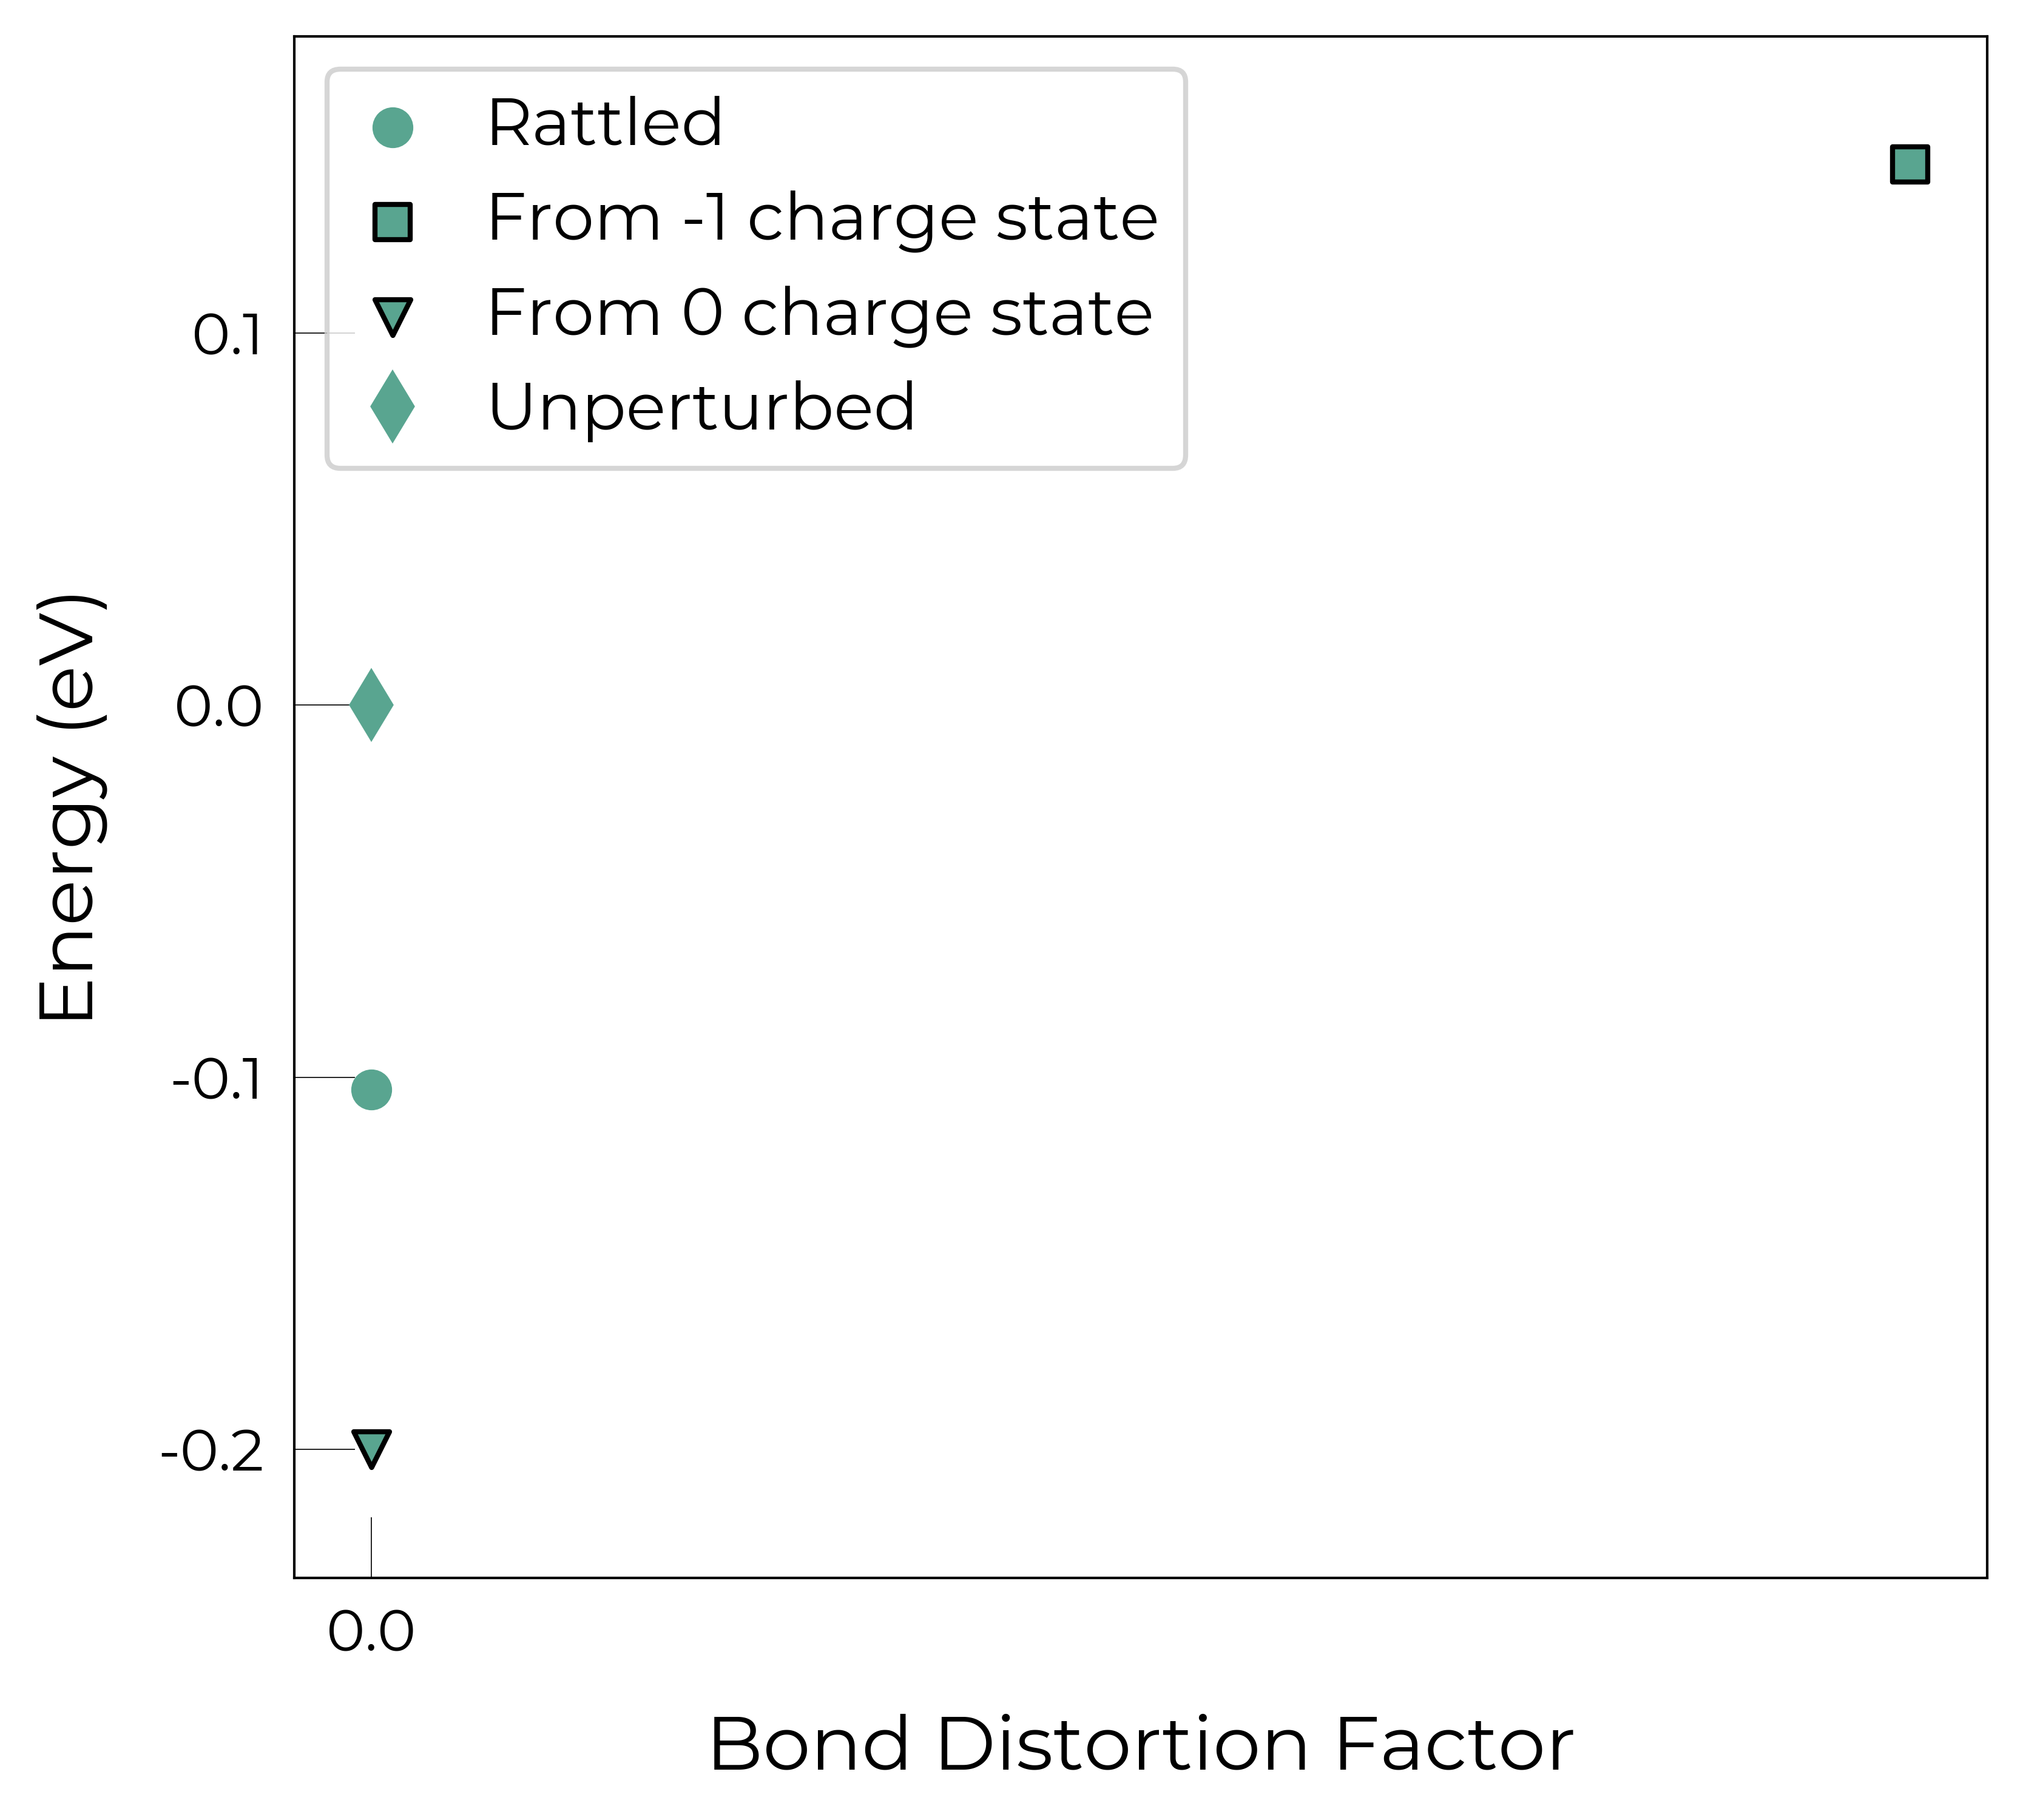 Rattled
From -1 charge state
From 0 charge state
Unperturbed
0.1
0.0
-0.1
-0.2
Energy (eV)
0.0
Bond Distortion Factor